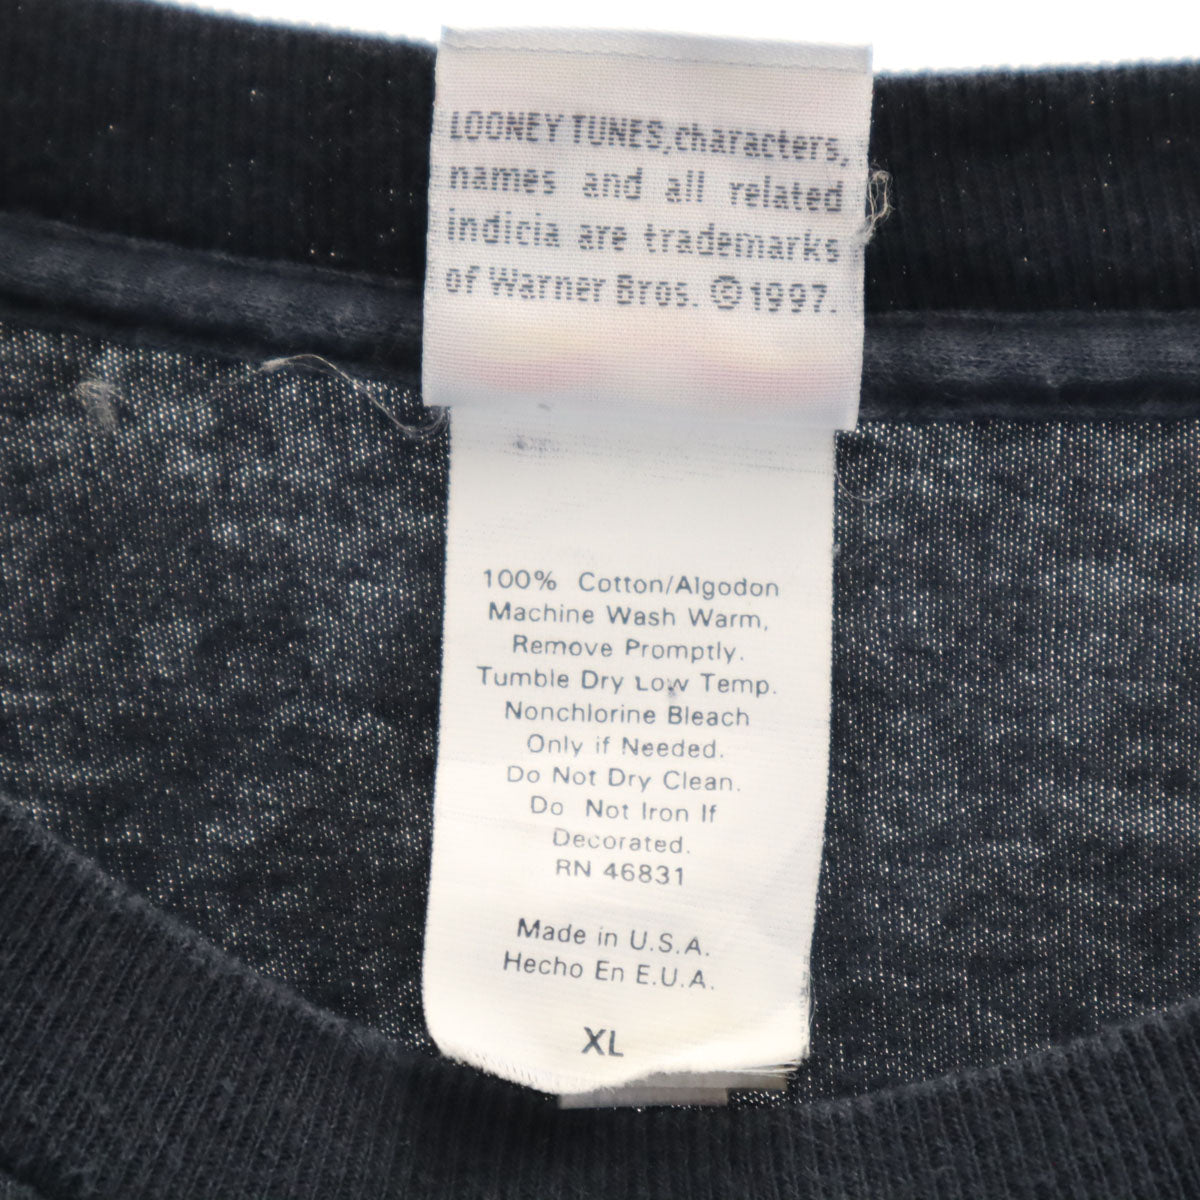 LOONEY TUNES, characters,
names and all related
indicia are trademarks
of Warner Bros. ©1997.
100% Cotton/Algodon
Machine Wash Warm,
Remove Promptly.
Tumble Dry Low Temp.
Nonchlorine Bleach
Only if Needed.
Do Not Dry Clean.
Do Not Iron If
Decorated.
RN 46831
Made in U.S.A.
Hecho En E.U.A.
XL